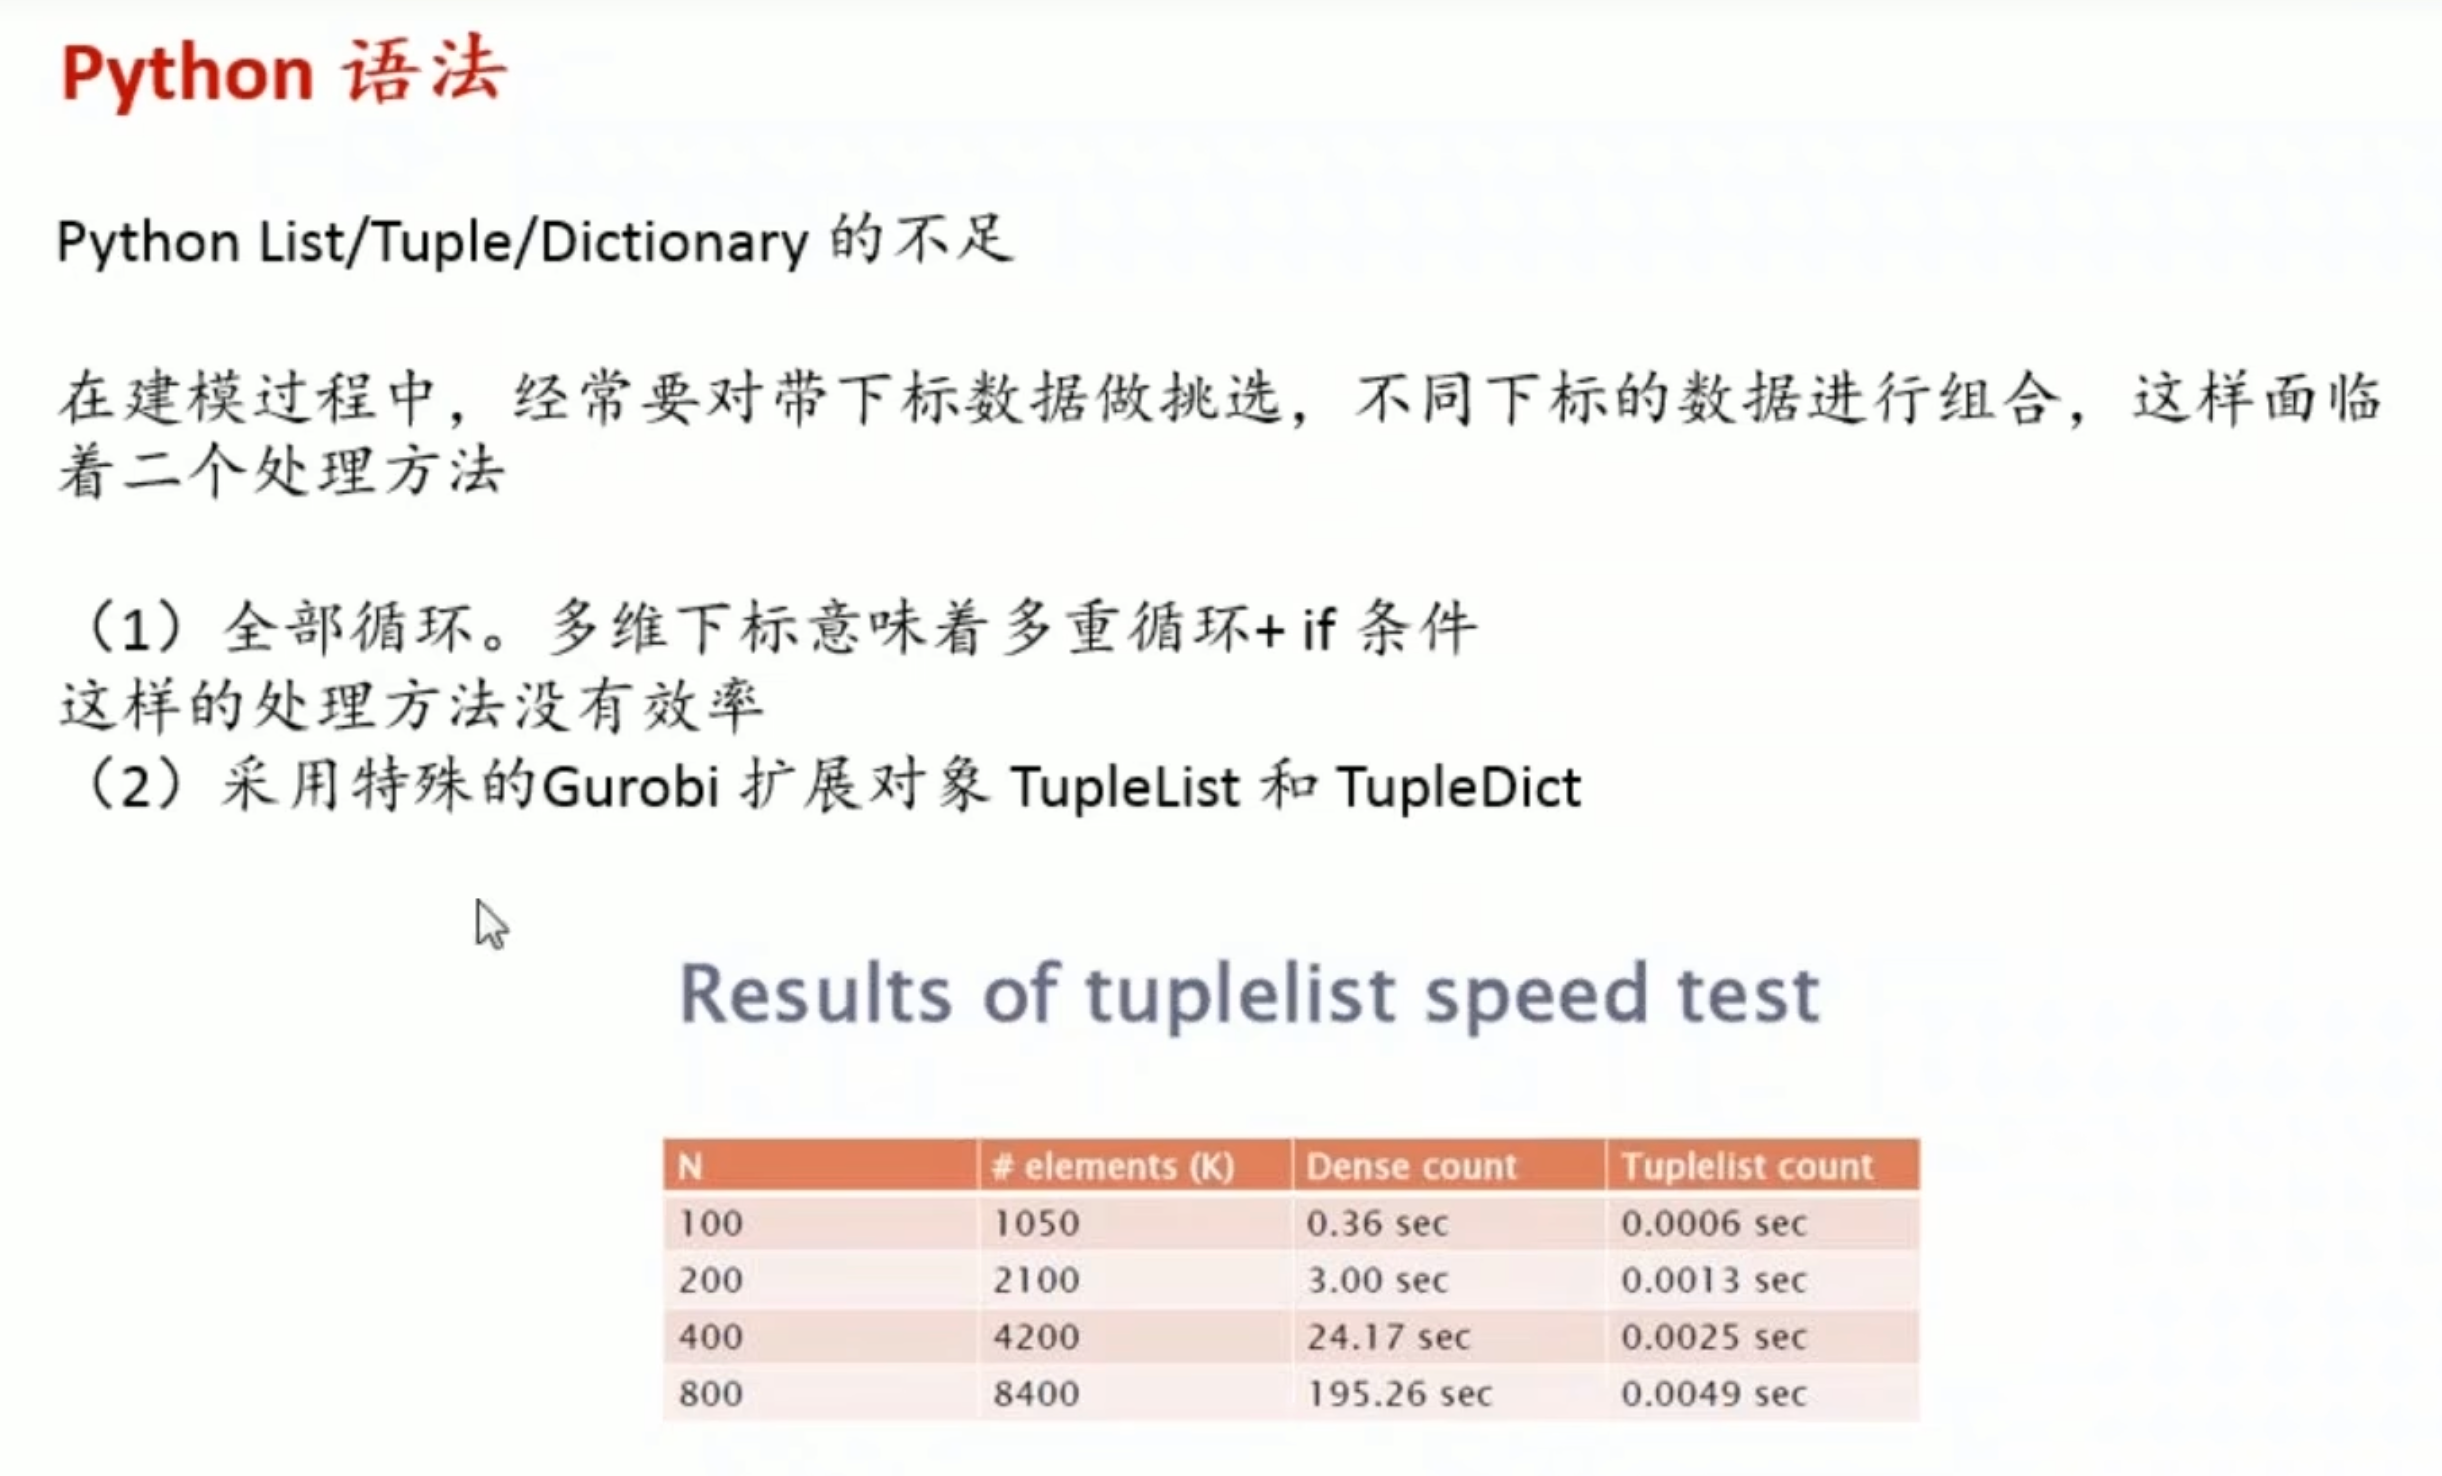 Python 语法
Python List/Tuple/Dictionary 的不足
在建模过程中，经常要对带下标数据做挑选，不同下标的数据进行组合，这样面临
着二个处理方法
（1）全部循环。多维下标意味着多重循环+ if 条件
这样的处理方法没有效率
（2）采用特殊的Gurobi 扩展对象 TupleList 和 TupleDict
Results of tuplelist speed test
N # elements (K) Dense count Tuplelist count
100 1050 0.36 sec 0.0006 sec
200 2100 3.00 sec 0.0013 sec
400 4200 24.17 sec 0.0025 sec
800 8400 195.26 sec 0.0049 sec